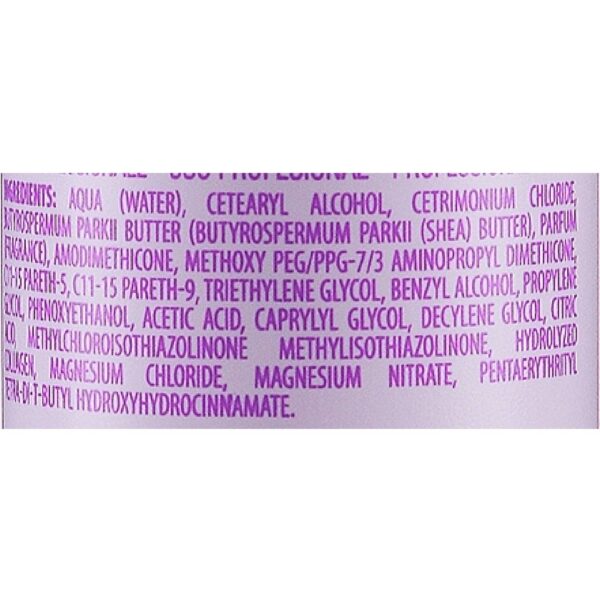 PROFESIONAL - PROFESSION
INGREDIENTS: AQUA (WATER), CETEARYL ALCOHOL, CETRIMONIUM CHLORIDE,
BUTYROSPERMUM PARKII BUTTER (BUTYROSPERMUM PARKII (SHEA) BUTTER), PARFUM
(FRAGRANCE), AMODIMETHICONE, METHOXY PEG/PPG-7/3 AMINOPROPYL DIMETHICONE,
C11-15 PARETH-5, C11-15 PARETH-9, TRIETHYLENE GLYCOL, BENZYL ALCOHOL, PROPYLENE
GLYCOL, PHENOXYETHANOL, ACETIC ACID, CAPRYLYL GLYCOL, DECYLENE GLYCOL, CITRIC
ACID, METHYLCHLOROISOTHIAZOLINONE METHYLISOTHIAZOLINONE, HYDROLYZED
COLLAGEN, MAGNESIUM CHLORIDE, MAGNESIUM NITRATE, PENTAERYTHRITYL
TETRA-DI-T-BUTYL HYDROXYHYDROCINNAMATE.